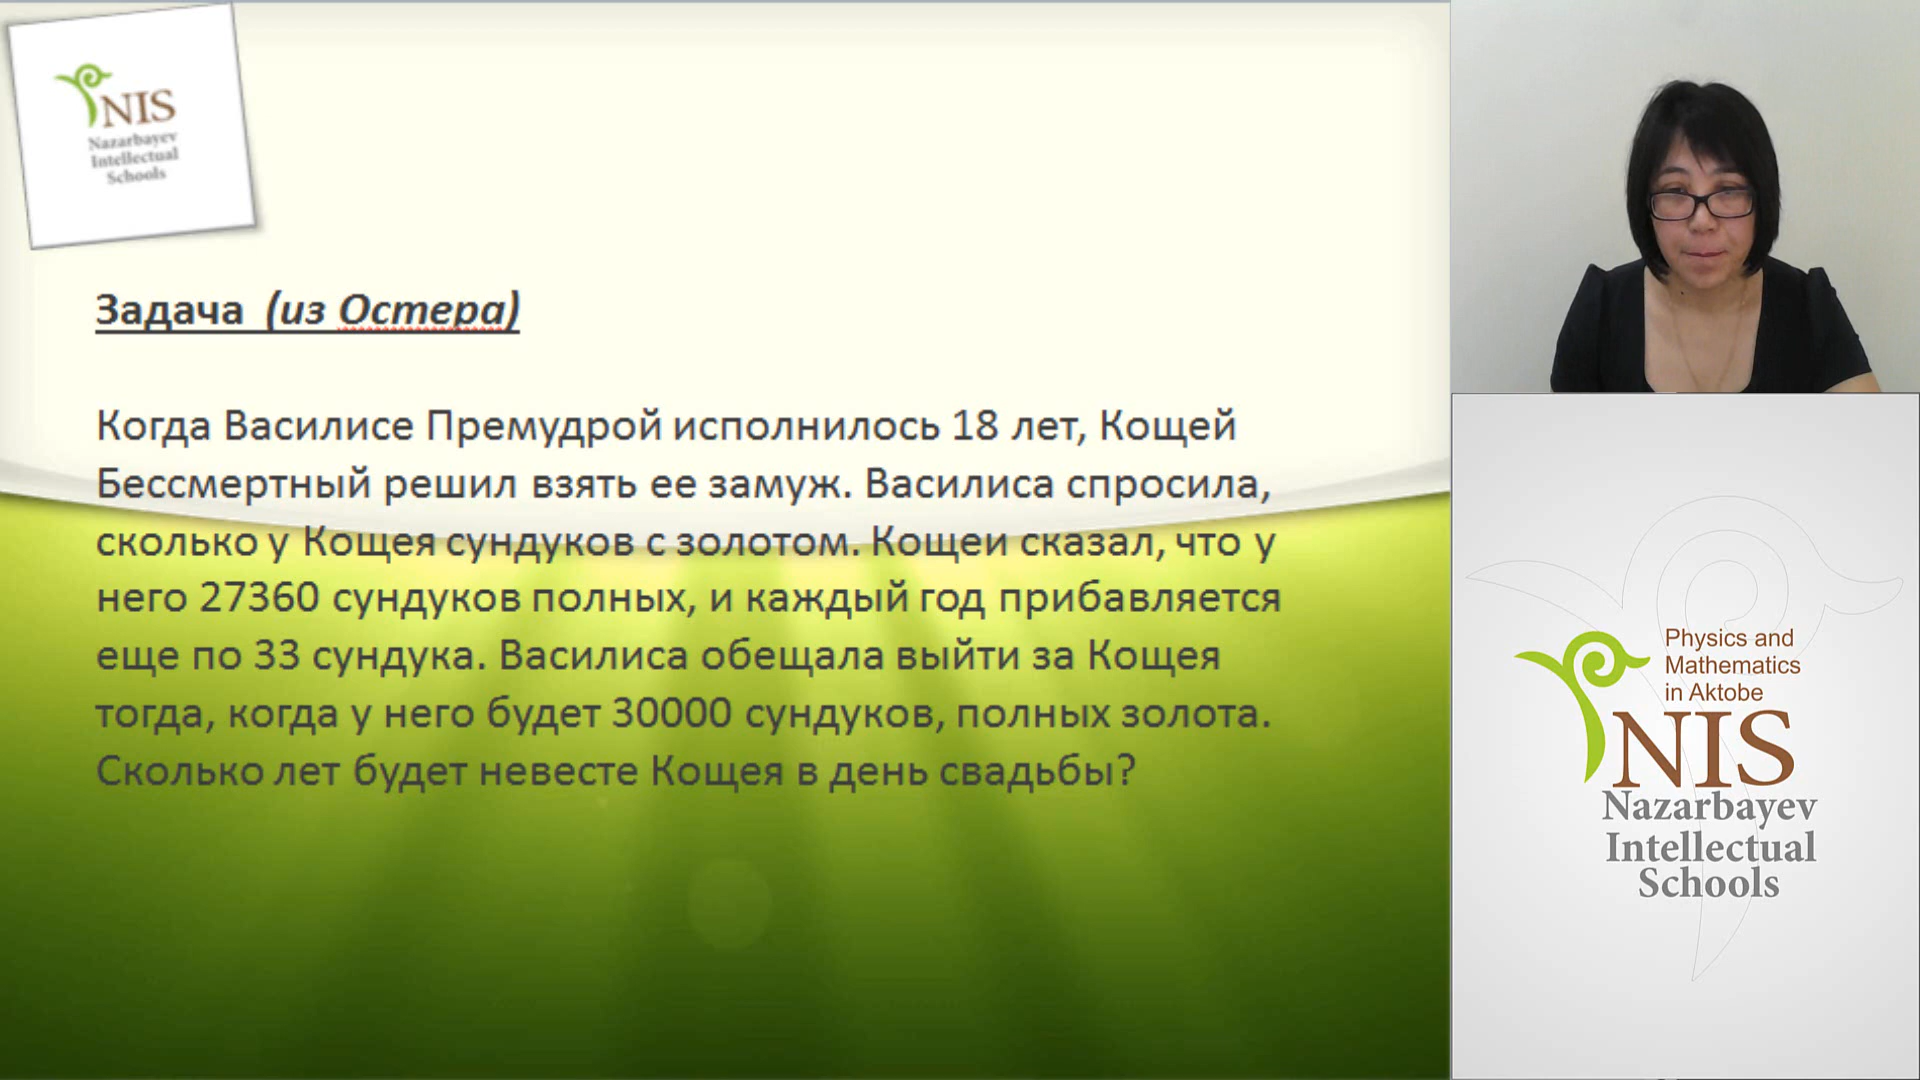 NIS
Nazarbayev
Intellectual
Schools
Задача (из Остера)
Когда Василисе Премудрой исполнилось 18 лет, Кощей
Бессмертный решил взять ее замуж. Василиса спросила,
сколько у Кощея сундуков с золотом. Кощей сказал, что у
него 27360 сундуков полных, и каждый год прибавляется
еще по 33 сундука. Василиса обещала выйти за Кощея
тогда, когда у него будет 30000 сундуков, полных золота.
Сколько лет будет невесте Кощея в день свадьбы?
Physics and
Mathematics
in Aktobe
NIS
Nazarbayev
Intellectual
Schools